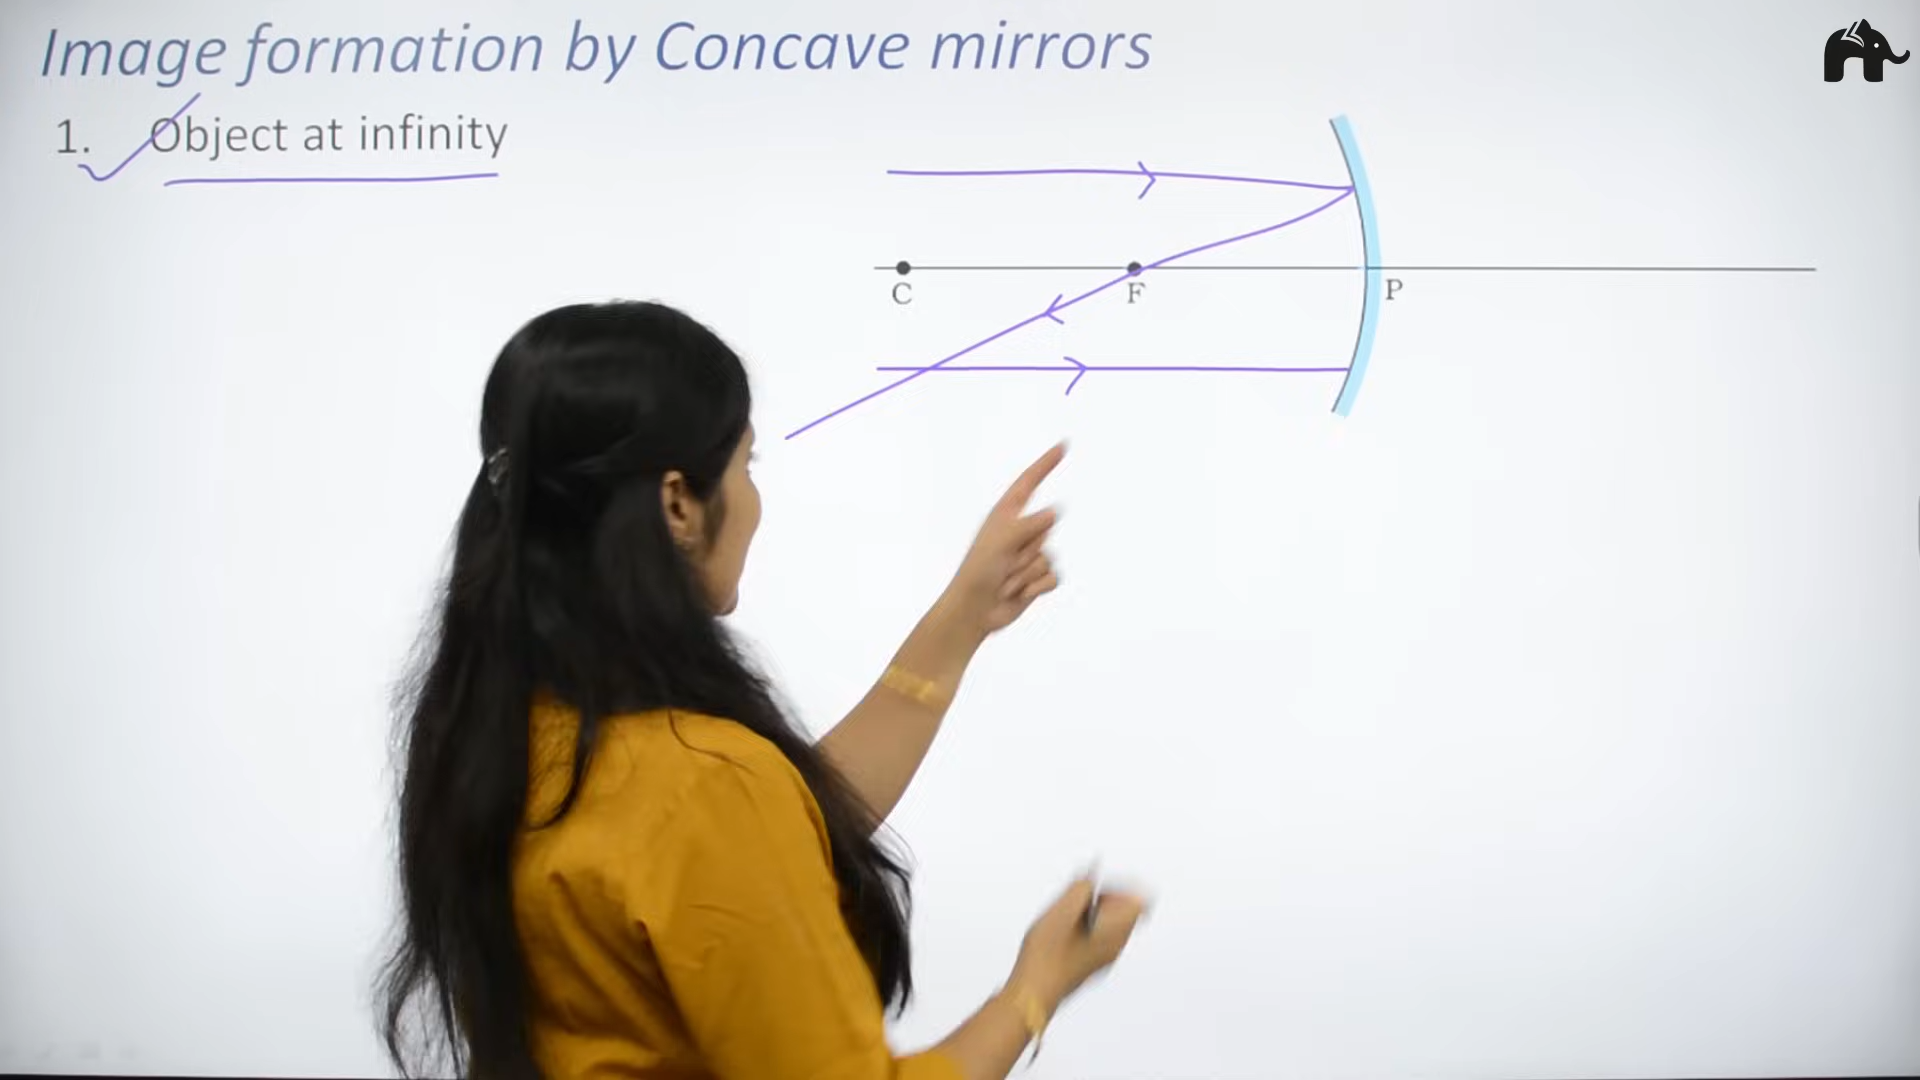 Image formation by Concave mirrors
1. Object at infinity
C
F
P